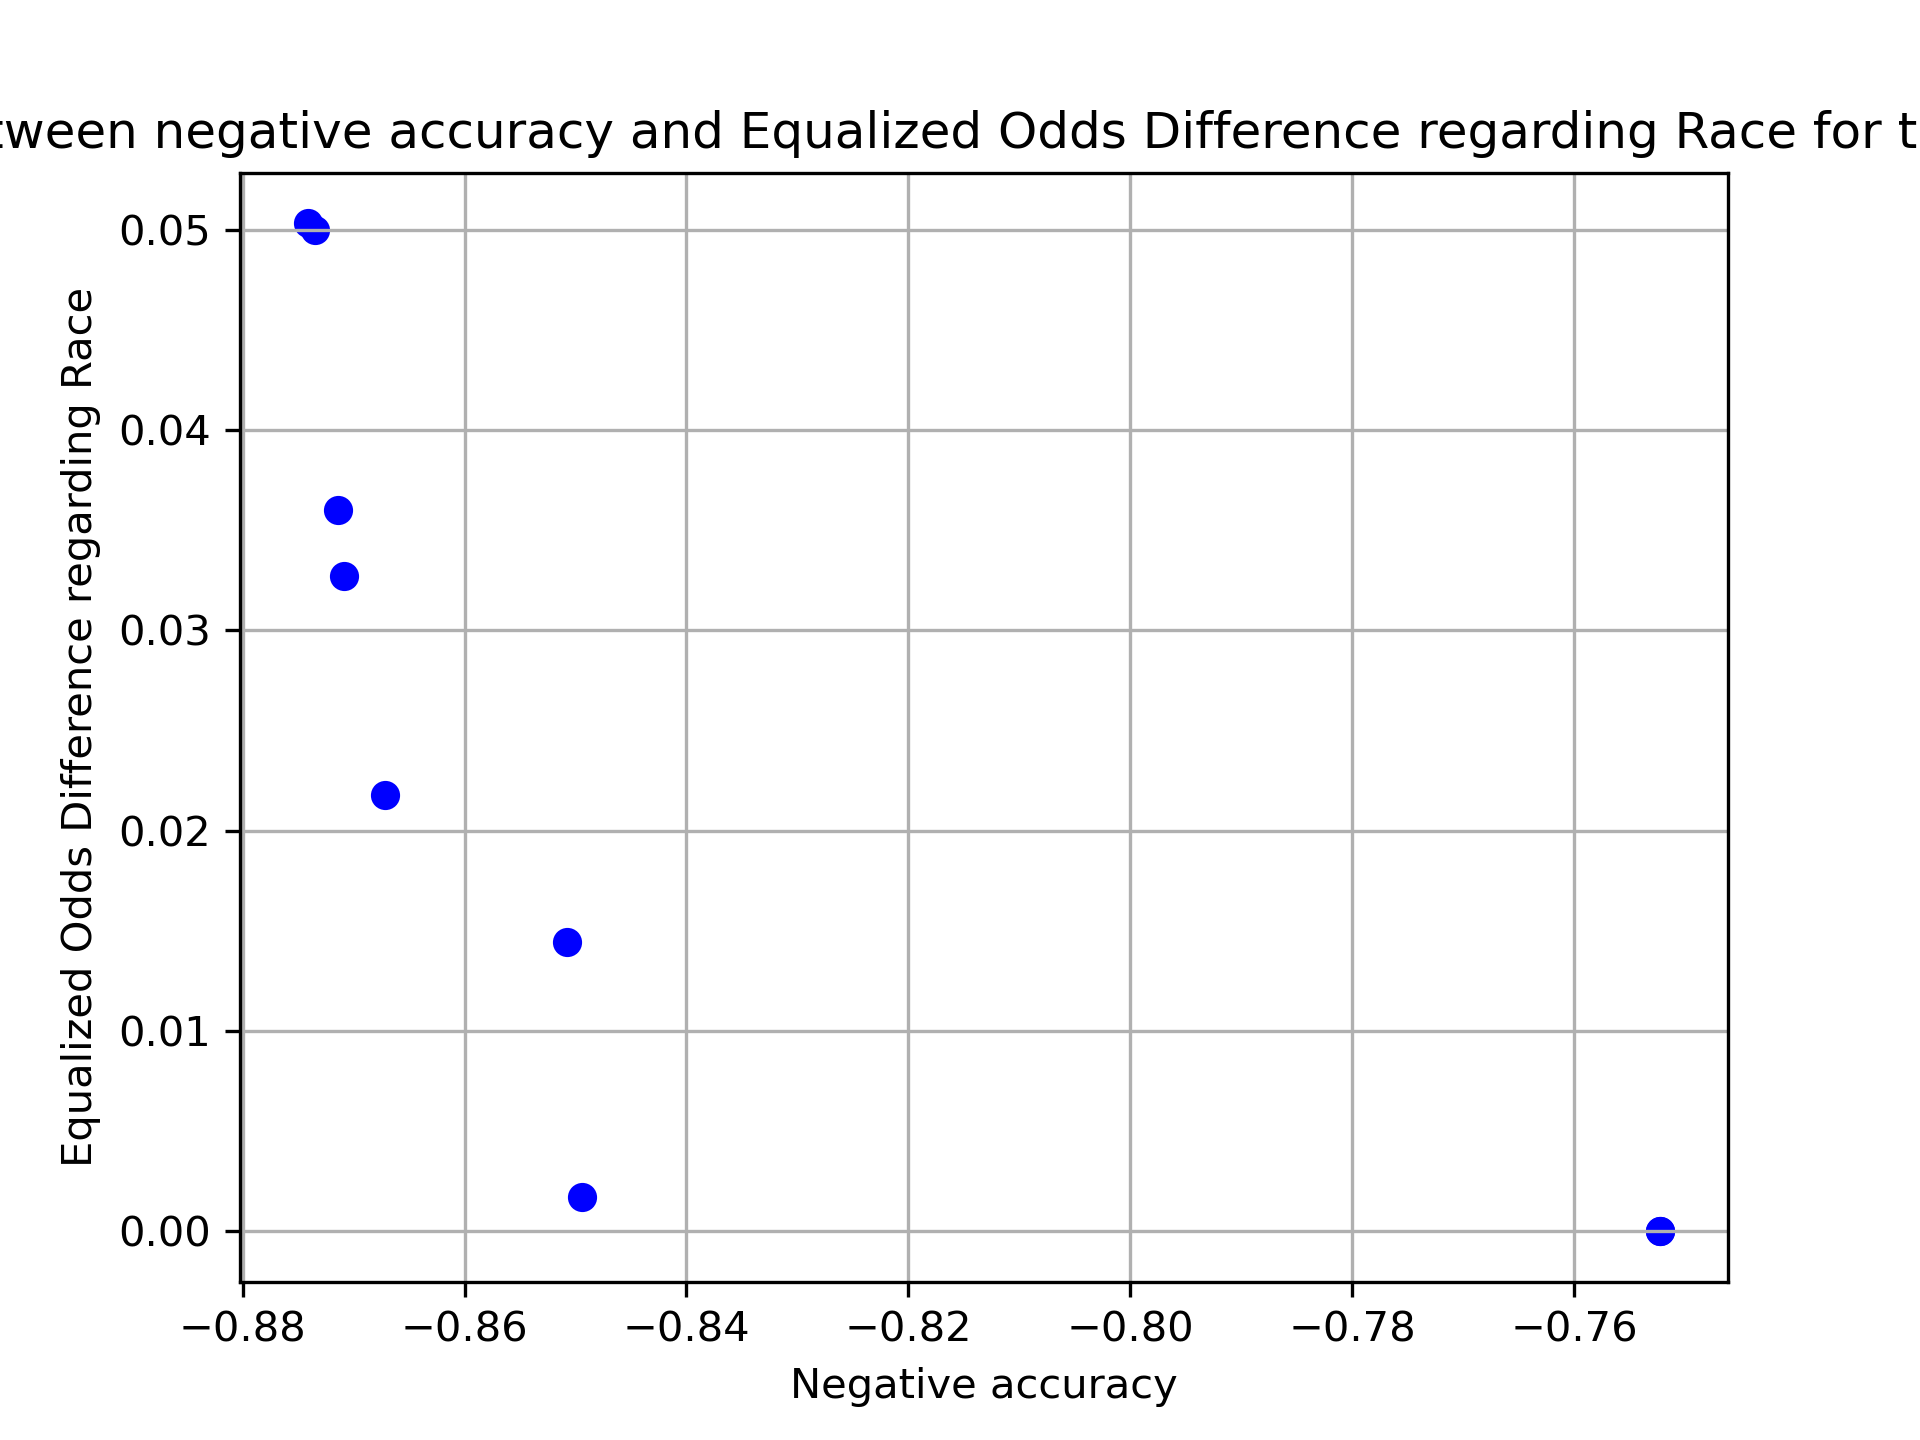 negative accuracy and Equalized Odds Difference regarding Race for
Equalized Odds Difference regarding Race
0.05
0.04
0.03
0.02
0.01
0.00
−0.88 −0.86 −0.84 −0.82 −0.80 −0.78 −0.76
Negative accuracy